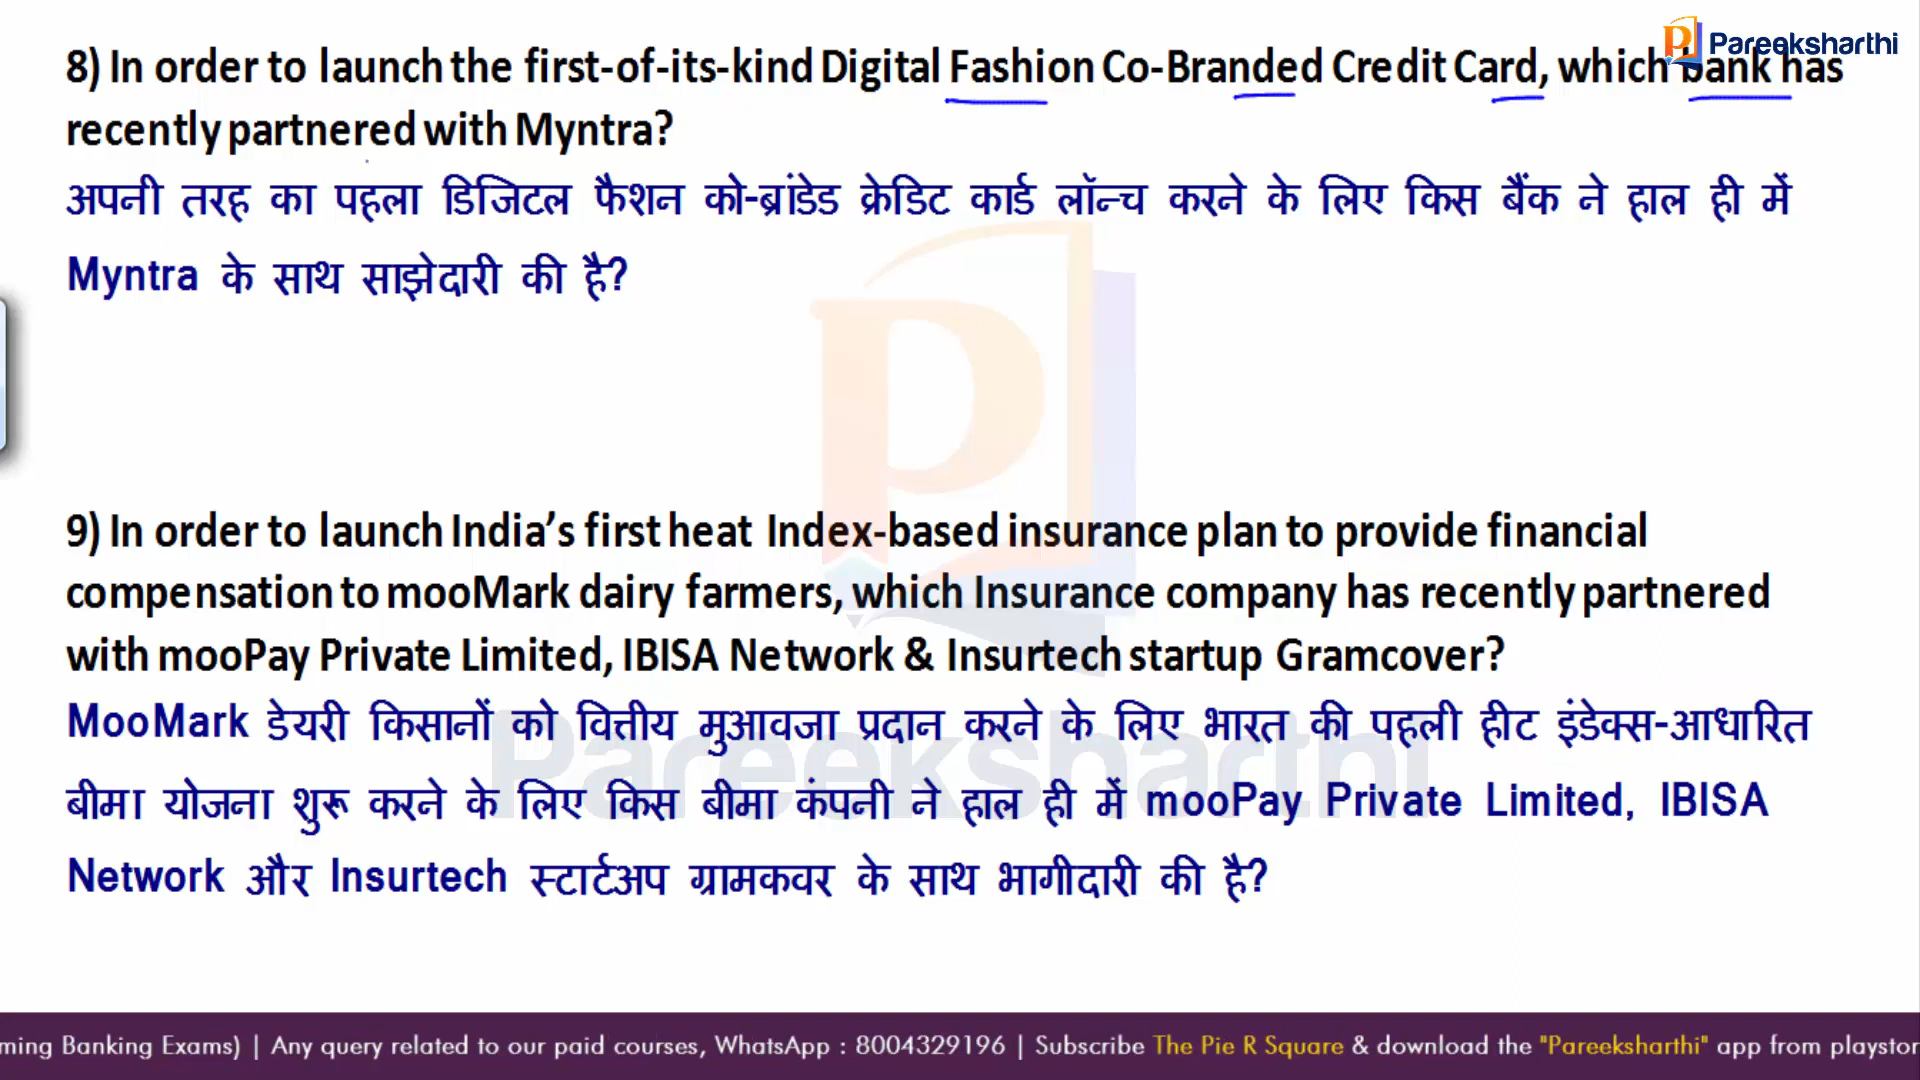 Pareeksharthi
8) In order to launch the first-of-its-kind Digital Fashion Co-Branded Credit Card, which bank has
recently partnered with Myntra?
अपनी तरह का पहला डिजिटल फैशन को-ब्रांडेड क्रेडिट कार्ड लॉन्च करने के लिए किस बैंक ने हाल ही में
Myntra के साथ साझेदारी की है?
9) In order to launch India’s first heat Index-based insurance plan to provide financial
compensation to mooMark dairy farmers, which Insurance company has recently partnered
with mooPay Private Limited, IBISA Network & Insurtech startup Gramcover?
MooMark डेयरी किसानों को वित्तीय मुआवजा प्रदान करने के लिए भारत की पहली हीट इंडेक्स-आधारित
बीमा योजना शुरू करने के लिए किस बीमा कंपनी ने हाल ही में mooPay Private Limited, IBISA
Network और Insurtech स्टार्टअप ग्रामकवर के साथ भागीदारी की है?
Pareeksharthi
ming Banking Exams) | Any query related to our paid courses, WhatsApp : 8004329196 | Subscribe The Pie R Square & download the "Pareeksharthi" app from playstor